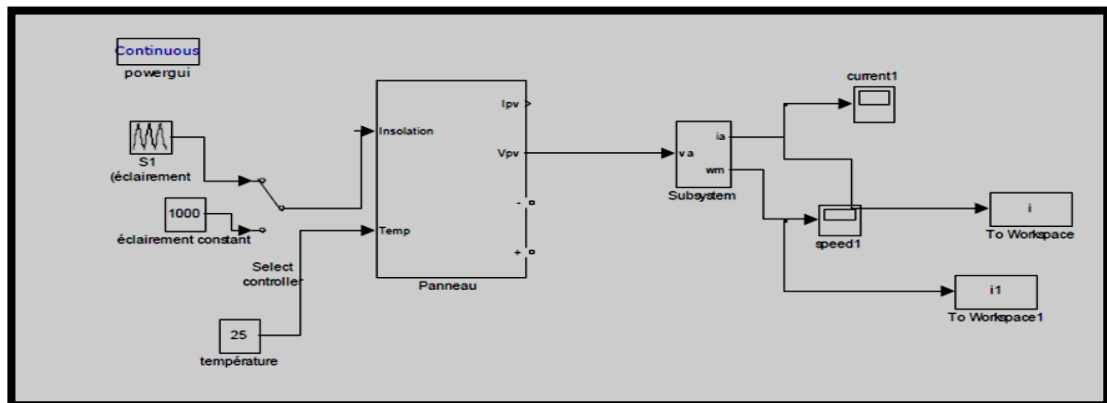 Continuous
powergui
S1
(éclairement
1000
éclairement constant
Select
controller
25
température
Insolation
Temp
Ipv
Vpv
-
+
Panneau
va
ia
wm
Subsystem
current1
speed1
i
To Workspace
i1
To Workspace1